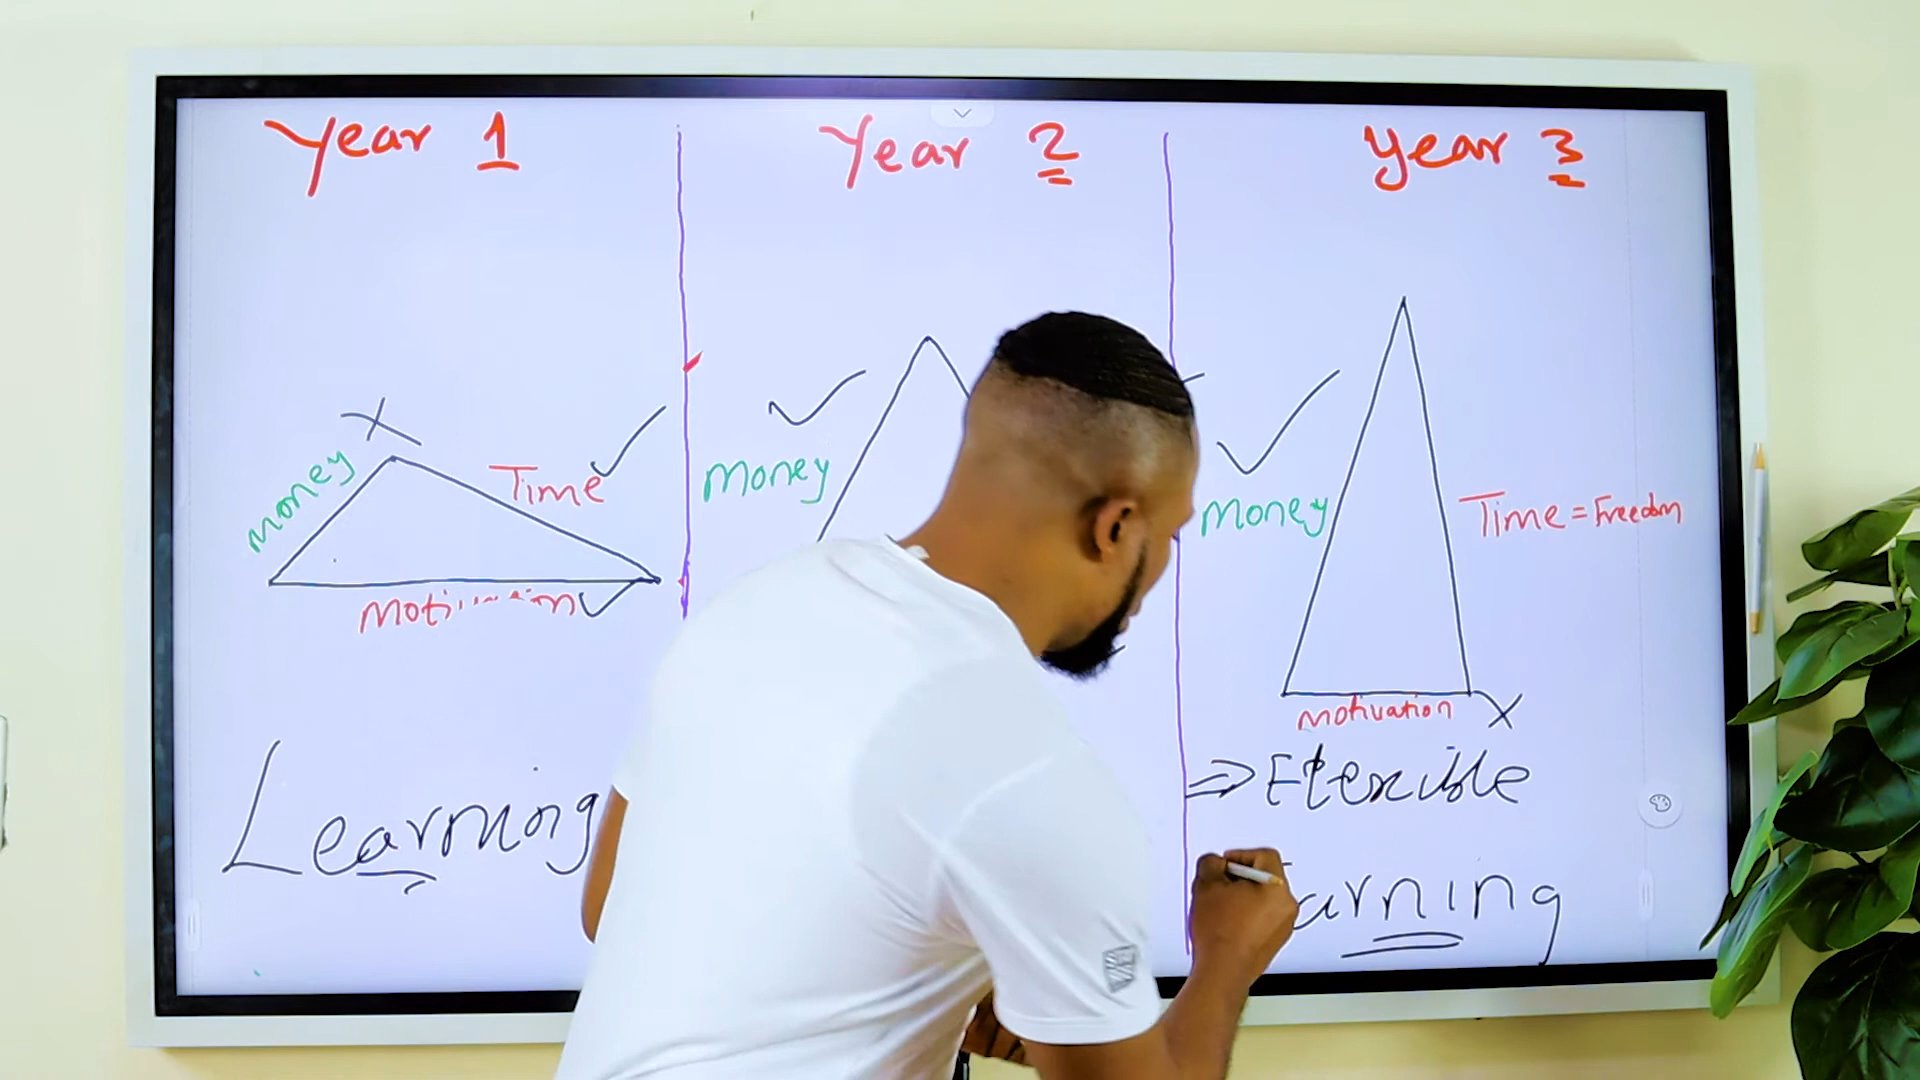 Year 1
Year 2
Year 3
Money
Time
Motivation
Learning
Money
Money
Time = Freedom
Motivation
⇒ Flexible
arning